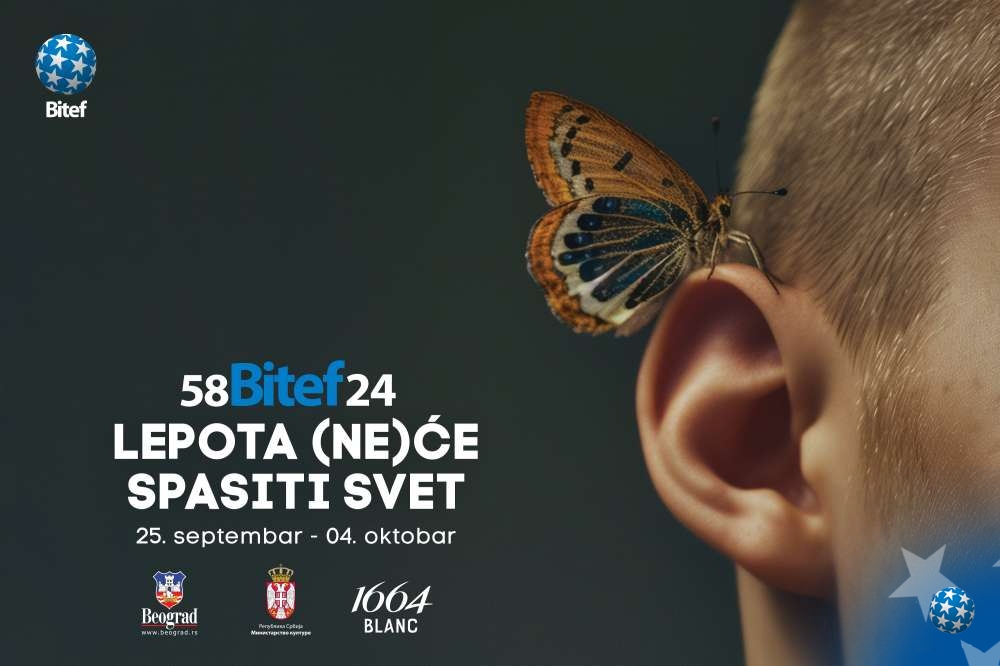 Bitef
58Bitef24
LEPOTA (NE)ĆE
SPASITI SVET
25. septembar - 04. oktobar
Beograd
www.beograd.rs
Република Србија
Министарство културе
1664
BLANC